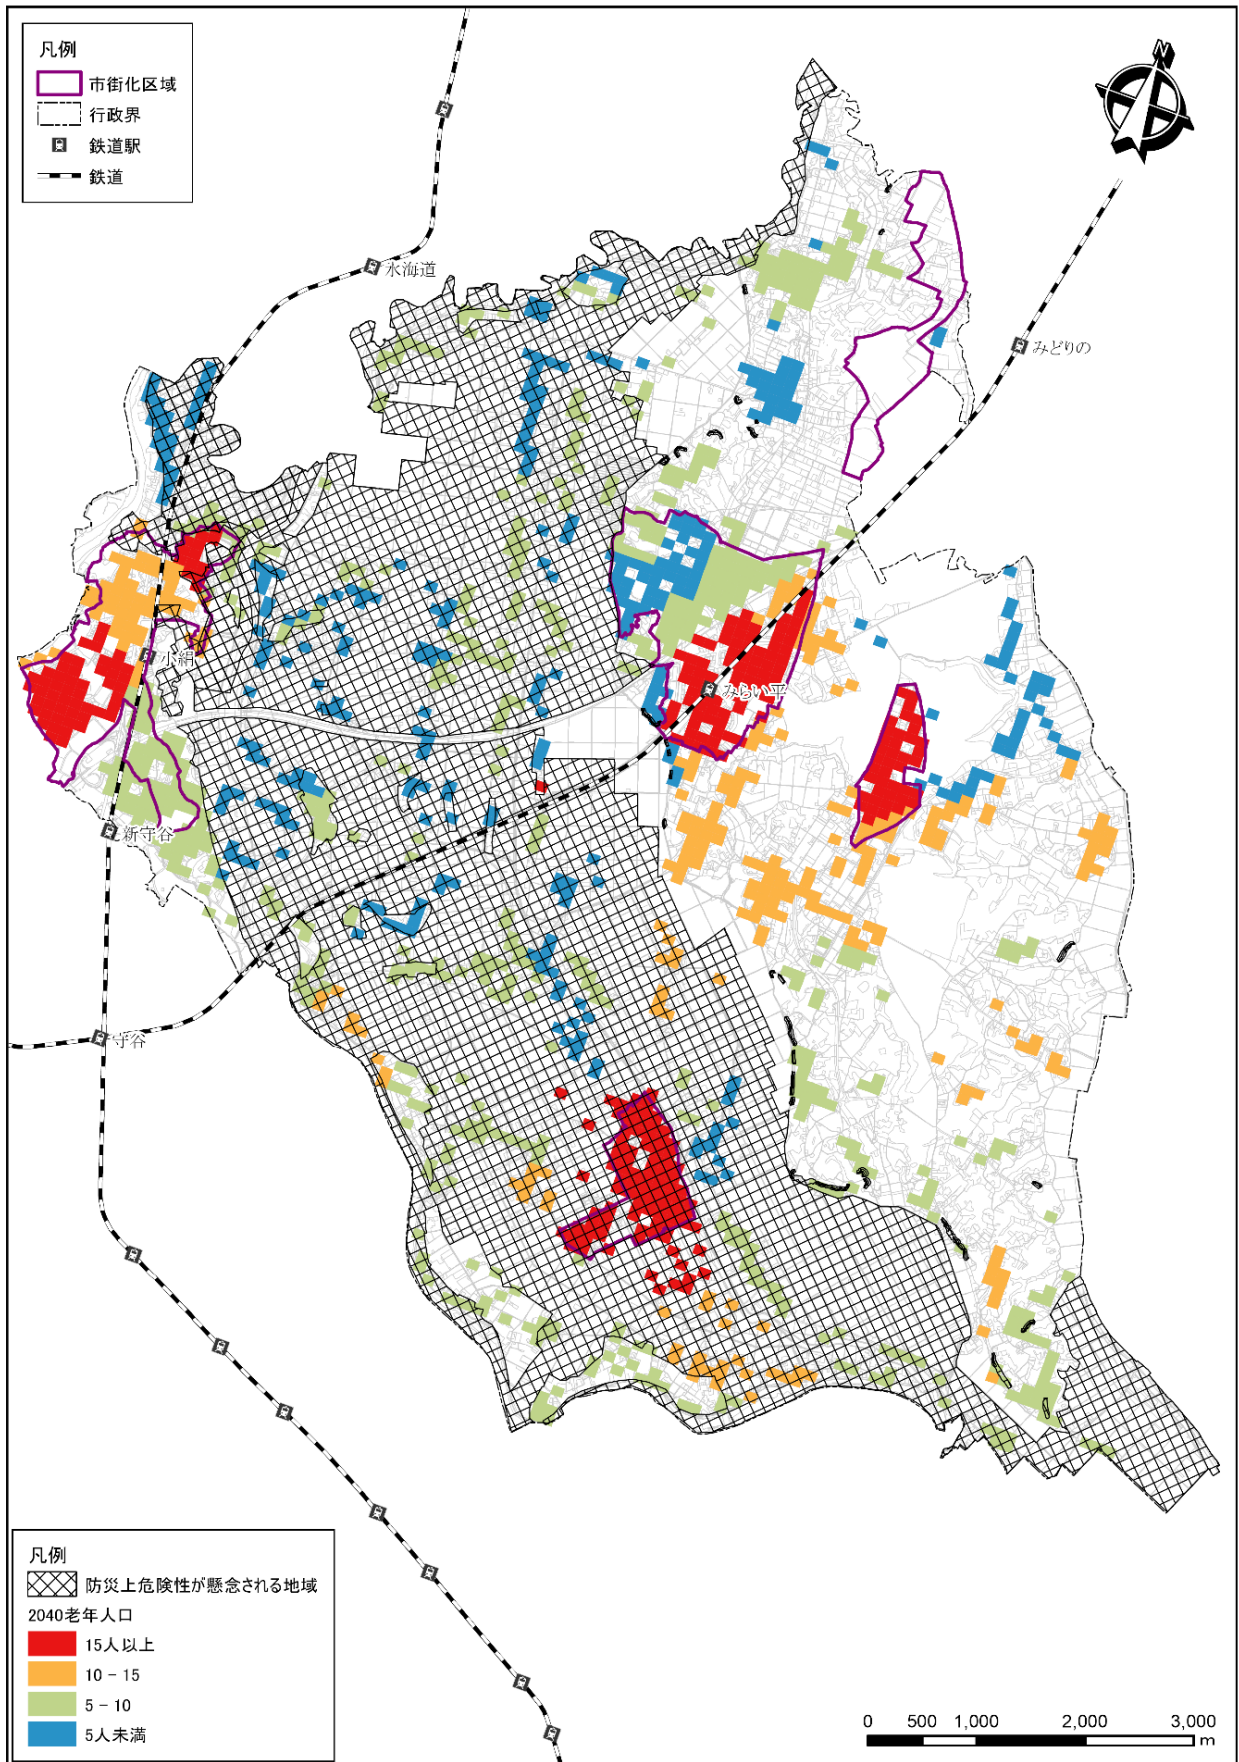 凡例
市街化区域
行政界
鉄道駅
鉄道
N
水海道
みどりの
小絹
みらい平
新守谷
守谷
凡例
防災上危険性が懸念される地域
2040老年人口
15人以上
10 - 15
5 - 10
5人未満
0 500 1,000 2,000 3,000
m